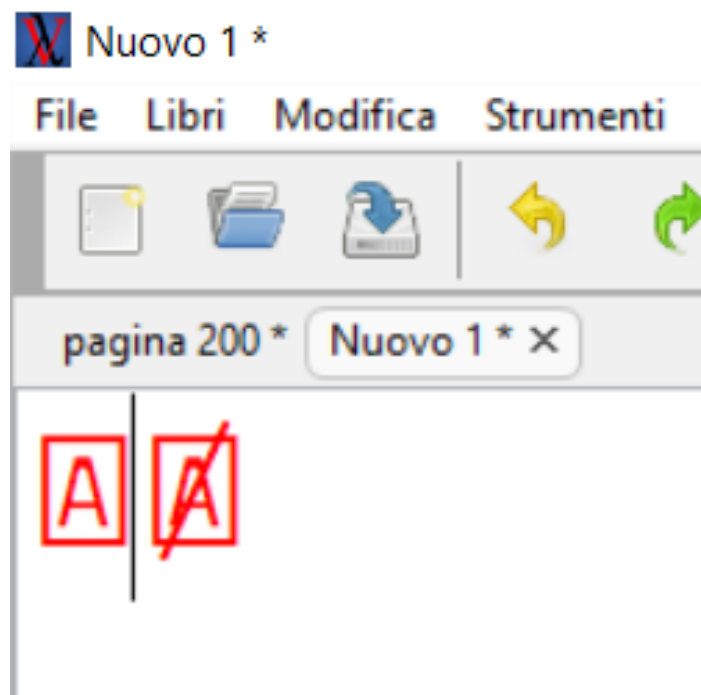 Nuovo 1 *
File Libri Modifica Strumenti
pagina 200 * Nuovo 1 * ×
A A